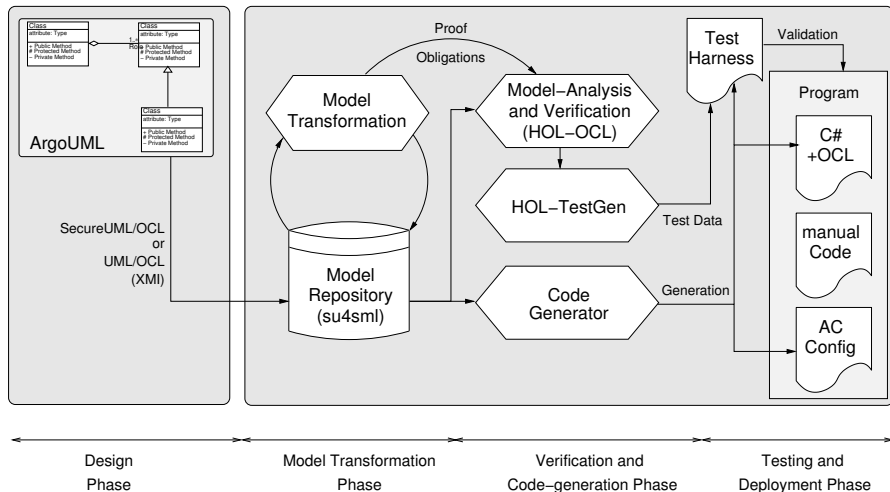 Class
attribute: Type
+ Public Method
# Protected Method
– Private Method
1..*
Role
Class
attribute: Type
+ Public Method
# Protected Method
– Private Method
Class
attribute: Type
+ Public Method
# Protected Method
– Private Method
ArgoUML
SecureUML/OCL
or
UML/OCL
(XMI)
Proof
Obligations
Model
Transformation
Model
Repository
(su4sml)
Model−Analysis
and Verification
(HOL−OCL)
HOL−TestGen
Test Data
Code
Generator
Generation
Test
Harness
Validation
Program
C#
+OCL
manual
Code
AC
Config
Design
Phase
Model Transformation
Phase
Verification and
Code−generation Phase
Testing and
Deployment Phase